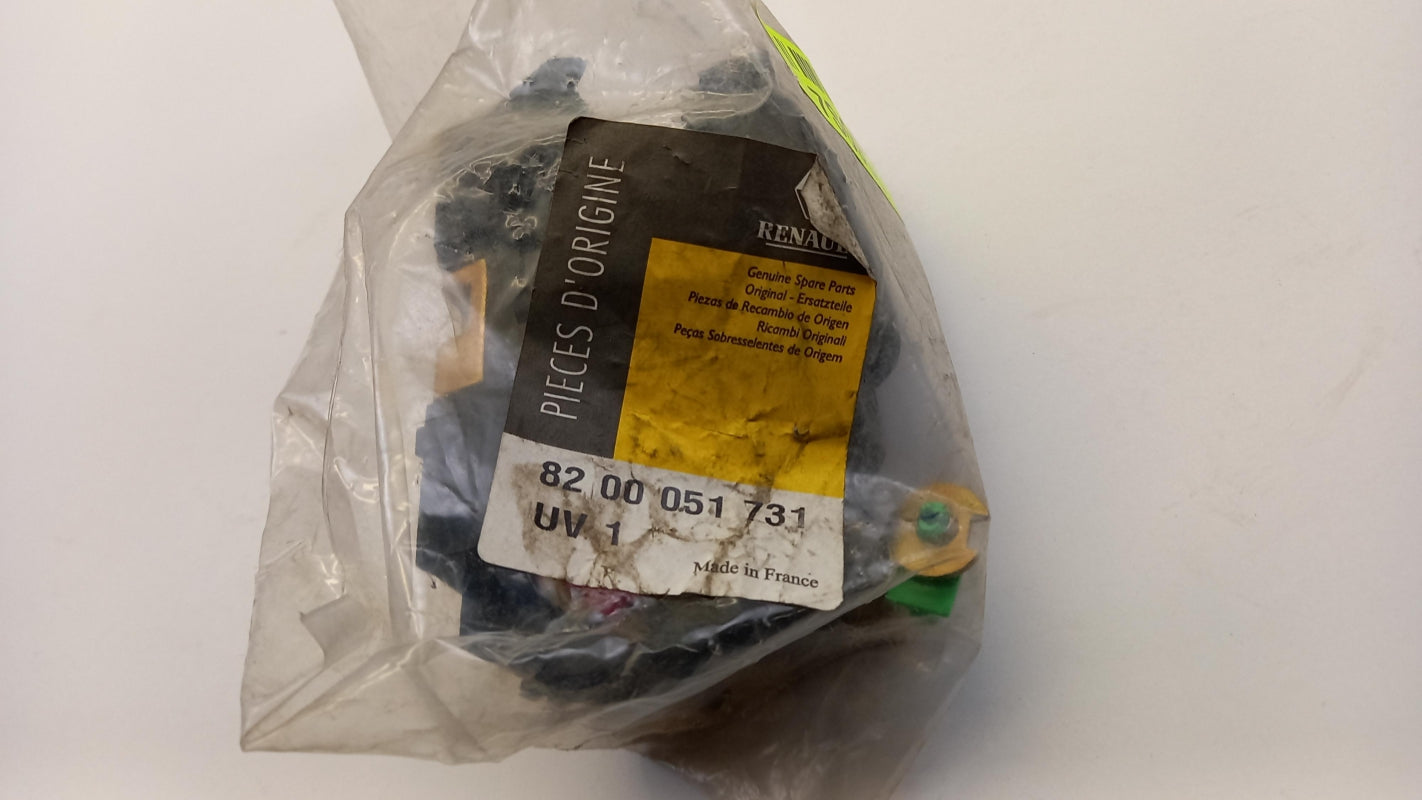 PIECES D'ORIGINE
RENAUL
Genuine Spare Parts
Original - Ersatzteile
Piezas de Recambio de Origen
Ricambi Originali
Peças Sobresselentes de Origem
82 00 051 731
UV 1
Made in France